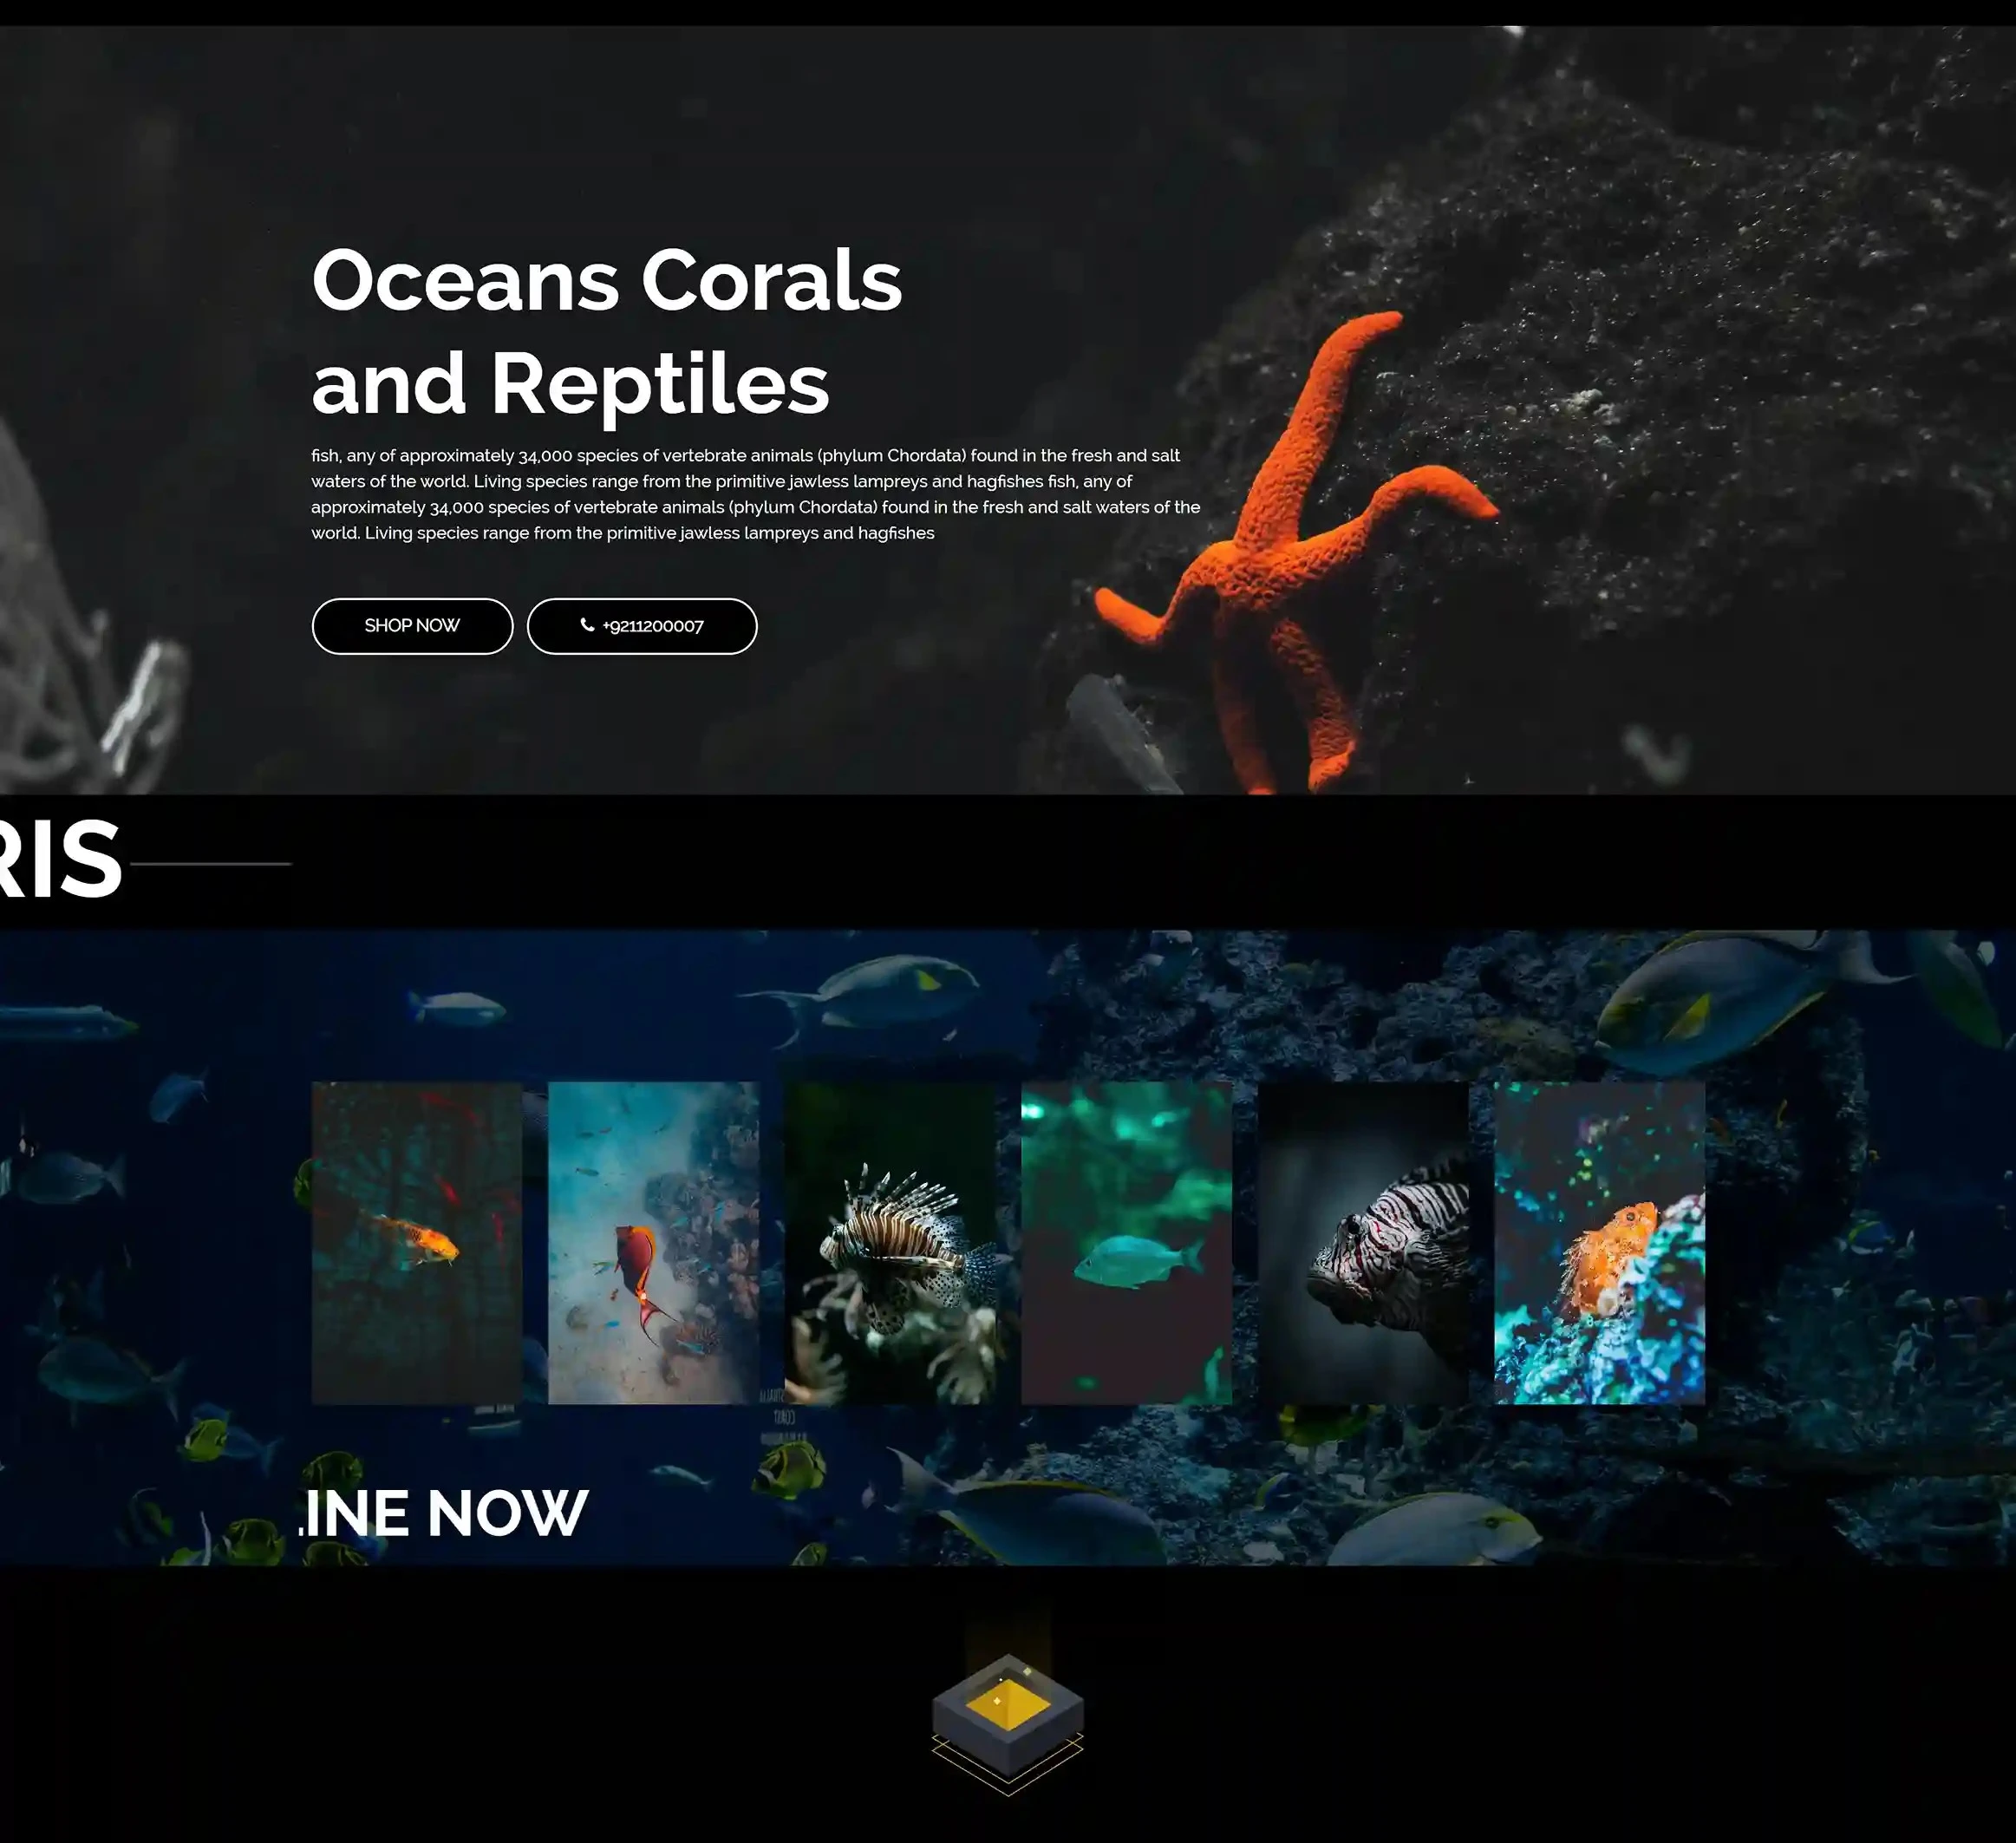 Oceans Corals
and Reptiles
fish, any of approximately 34,000 species of vertebrate animals (phylum Chordata) found in the fresh and salt
waters of the world. Living species range from the primitive jawless lampreys and hagfishes fish, any of
approximately 34,000 species of vertebrate animals (phylum Chordata) found in the fresh and salt waters of the
world. Living species range from the primitive jawless lampreys and hagfishes
SHOP NOW
+9211200007
RIS
INE NOW